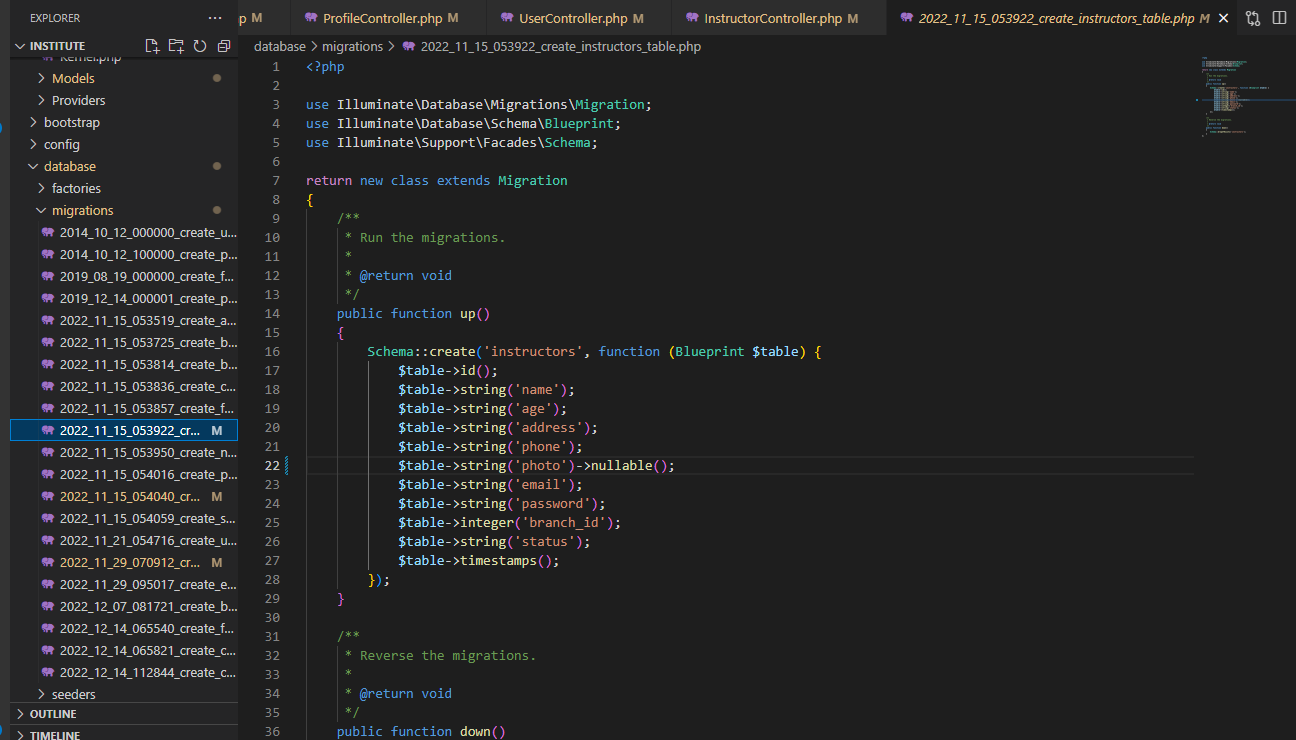 EXPLORER
p M
ProfileController.php M
UserController.php M
InstructorController.php M
2022_11_15_053922_create_instructors_table.php M
INSTITUTE
database > migrations > 2022_11_15_053922_create_instructors_table.php
Kernel.php
Models
Providers
bootstrap
config
database
factories
migrations
2014_10_12_000000_create_u...
2014_10_12_100000_create_p...
2019_08_19_000000_create_f...
2019_12_14_000001_create_p...
2022_11_15_053519_create_a...
2022_11_15_053725_create_b...
2022_11_15_053814_create_b...
2022_11_15_053836_create_c...
2022_11_15_053857_create_f...
2022_11_15_053922_cr... M
2022_11_15_053950_create_n...
2022_11_15_054016_create_p...
2022_11_15_054040_cr... M
2022_11_15_054059_create_s...
2022_11_21_054716_create_u...
2022_11_29_070912_cr... M
2022_11_29_095017_create_e...
2022_12_07_081721_create_b...
2022_12_14_065540_create_f...
2022_12_14_065821_create_c...
2022_12_14_112844_create_c...
seeders
OUTLINE
TIMELINE
1 <?php
2
3 use Illuminate\Database\Migrations\Migration;
4 use Illuminate\Database\Schema\Blueprint;
5 use Illuminate\Support\Facades\Schema;
6
7 return new class extends Migration
8 {
9 /**
10 * Run the migrations.
11 *
12 * @return void
13 */
14 public function up()
15 {
16 Schema::create('instructors', function (Blueprint $table) {
17 $table->id();
18 $table->string('name');
19 $table->string('age');
20 $table->string('address');
21 $table->string('phone');
22 $table->string('photo')->nullable();
23 $table->string('email');
24 $table->string('password');
25 $table->integer('branch_id');
26 $table->string('status');
27 $table->timestamps();
28 });
29 }
30
31 /**
32 * Reverse the migrations.
33 *
34 * @return void
35 */
36 public function down()